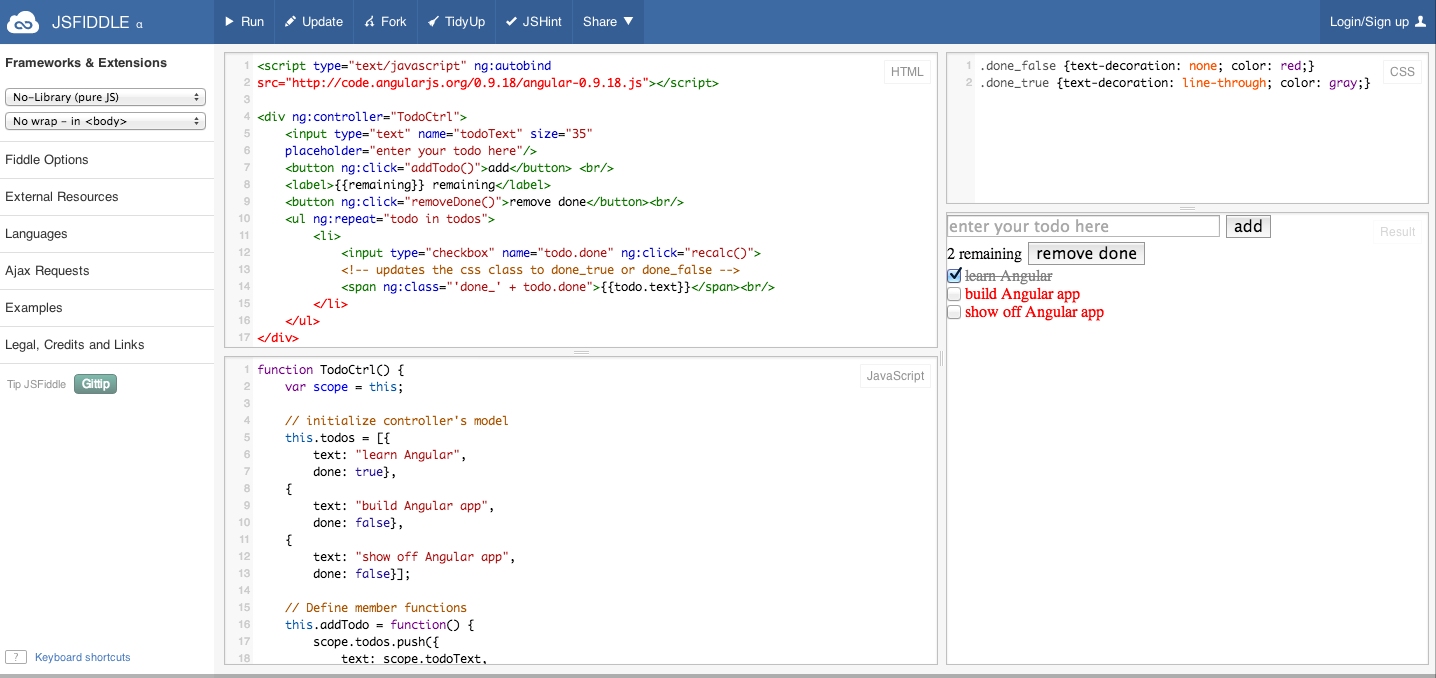 JSFIDDLE α
Run
Update
Fork
TidyUp
JSHint
Share ▼
Login/Sign up
Frameworks & Extensions
No-Library (pure JS)
No wrap - in <body>
Fiddle Options
External Resources
Languages
Ajax Requests
Examples
Legal, Credits and Links
Tip JSFiddle Gittip
? Keyboard shortcuts
HTML
1 <script type="text/javascript" ng:autobind
2 src="http://code.angularjs.org/0.9.18/angular-0.9.18.js"></script>
3
4 <div ng:controller="TodoCtrl">
5     <input type="text" name="todoText" size="35"
6     placeholder="enter your todo here"/>
7     <button ng:click="addTodo()">add</button> <br/>
8     <label>{{remaining}} remaining</label>
9     <button ng:click="removeDone()">remove done</button><br/>
10     <ul ng:repeat="todo in todos">
11         <li>
12             <input type="checkbox" name="todo.done" ng:click="recalc()">
13             <!-- updates the css class to done_true or done_false -->
14             <span ng:class="'done_' + todo.done">{{todo.text}}</span><br/>
15         </li>
16     </ul>
17 </div>
JavaScript
1 function TodoCtrl() {
2     var scope = this;
3
4     // initialize controller's model
5     this.todos = [{
6         text: "learn Angular",
7         done: true},
8     {
9         text: "build Angular app",
10         done: false},
11     {
12         text: "show off Angular app",
13         done: false}];
14
15     // Define member functions
16     this.addTodo = function() {
17         scope.todos.push({
18             text: scope.todoText,
CSS
1 .done_false {text-decoration: none; color: red;}
2 .done_true {text-decoration: line-through; color: gray;}
Result
enter your todo here add
2 remaining remove done
learn Angular
build Angular app
show off Angular app